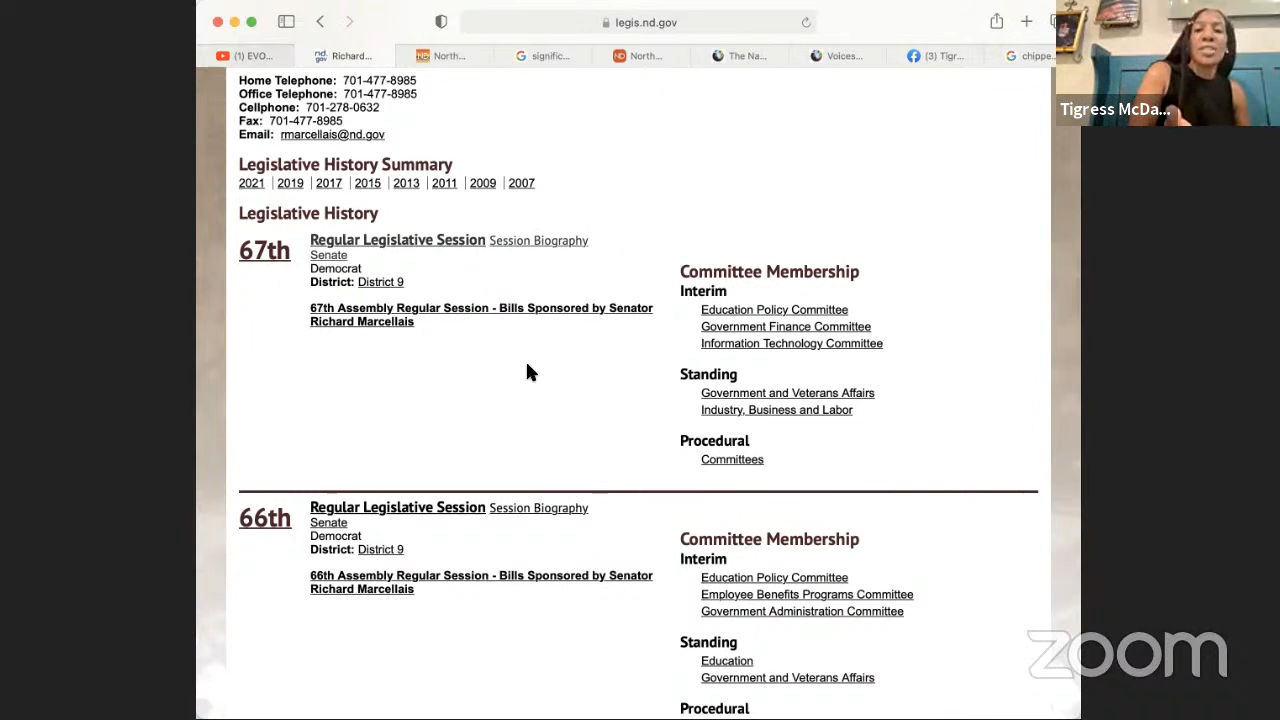 legis.nd.gov
(1) EVO...
nd. gov
Richard...
North...
signific...
ND
North...
The Na...
Voices...
(3) Tigr...
chippe...
Tigress McDa...
Home Telephone: 701-477-8985
Office Telephone: 701-477-8985
Cellphone: 701-278-0632
Fax: 701-477-8985
Email: rmarcellais@nd.gov
Legislative History Summary
2021 | 2019 | 2017 | 2015 | 2013 | 2011 | 2009 | 2007
Legislative History
67th
Regular Legislative Session Session Biography
Senate
Democrat
District: District 9
67th Assembly Regular Session - Bills Sponsored by Senator
Richard Marcellais
Committee Membership
Interim
Education Policy Committee
Government Finance Committee
Information Technology Committee
Standing
Government and Veterans Affairs
Industry, Business and Labor
Procedural
Committees
66th
Regular Legislative Session Session Biography
Senate
Democrat
District: District 9
66th Assembly Regular Session - Bills Sponsored by Senator
Richard Marcellais
Committee Membership
Interim
Education Policy Committee
Employee Benefits Programs Committee
Government Administration Committee
Standing
Education
Government and Veterans Affairs
Procedural
zoom